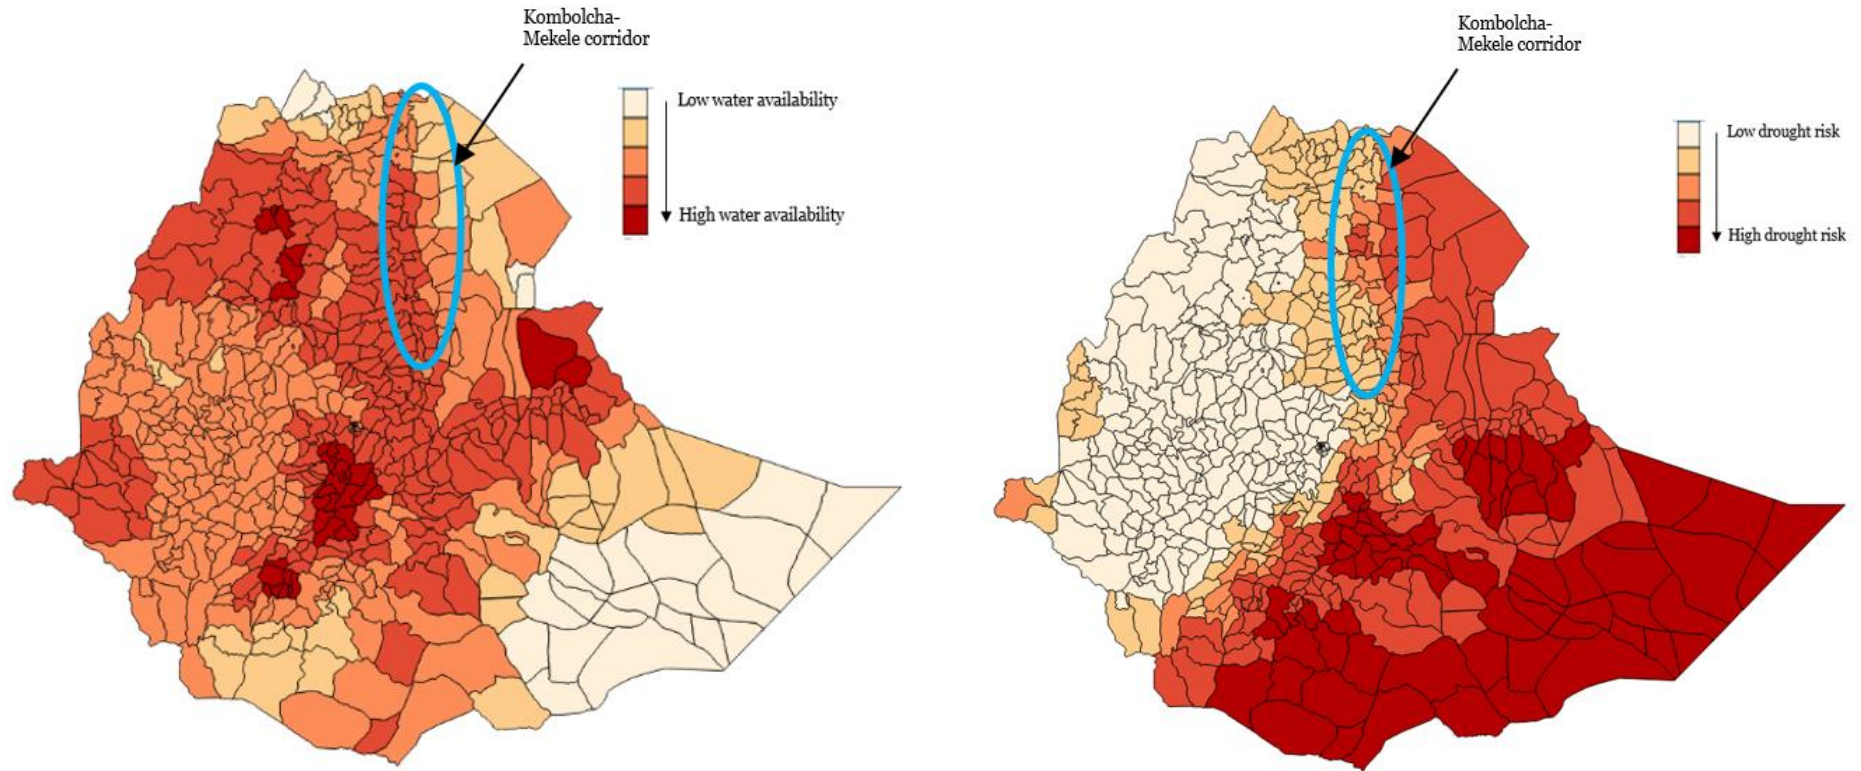 Kombolcha-
Mekele corridor
Low water availability
High water availability
Kombolcha-
Mekele corridor
Low drought risk
High drought risk